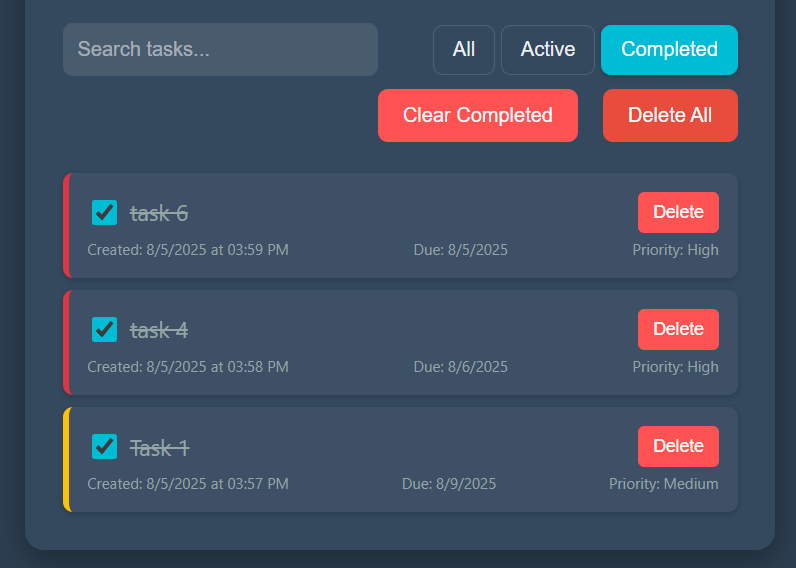 Search tasks... All Active Completed
Clear Completed Delete All
task 6 Delete
Created: 8/5/2025 at 03:59 PM Due: 8/5/2025 Priority: High
task 4 Delete
Created: 8/5/2025 at 03:58 PM Due: 8/6/2025 Priority: High
Task 1 Delete
Created: 8/5/2025 at 03:57 PM Due: 8/9/2025 Priority: Medium